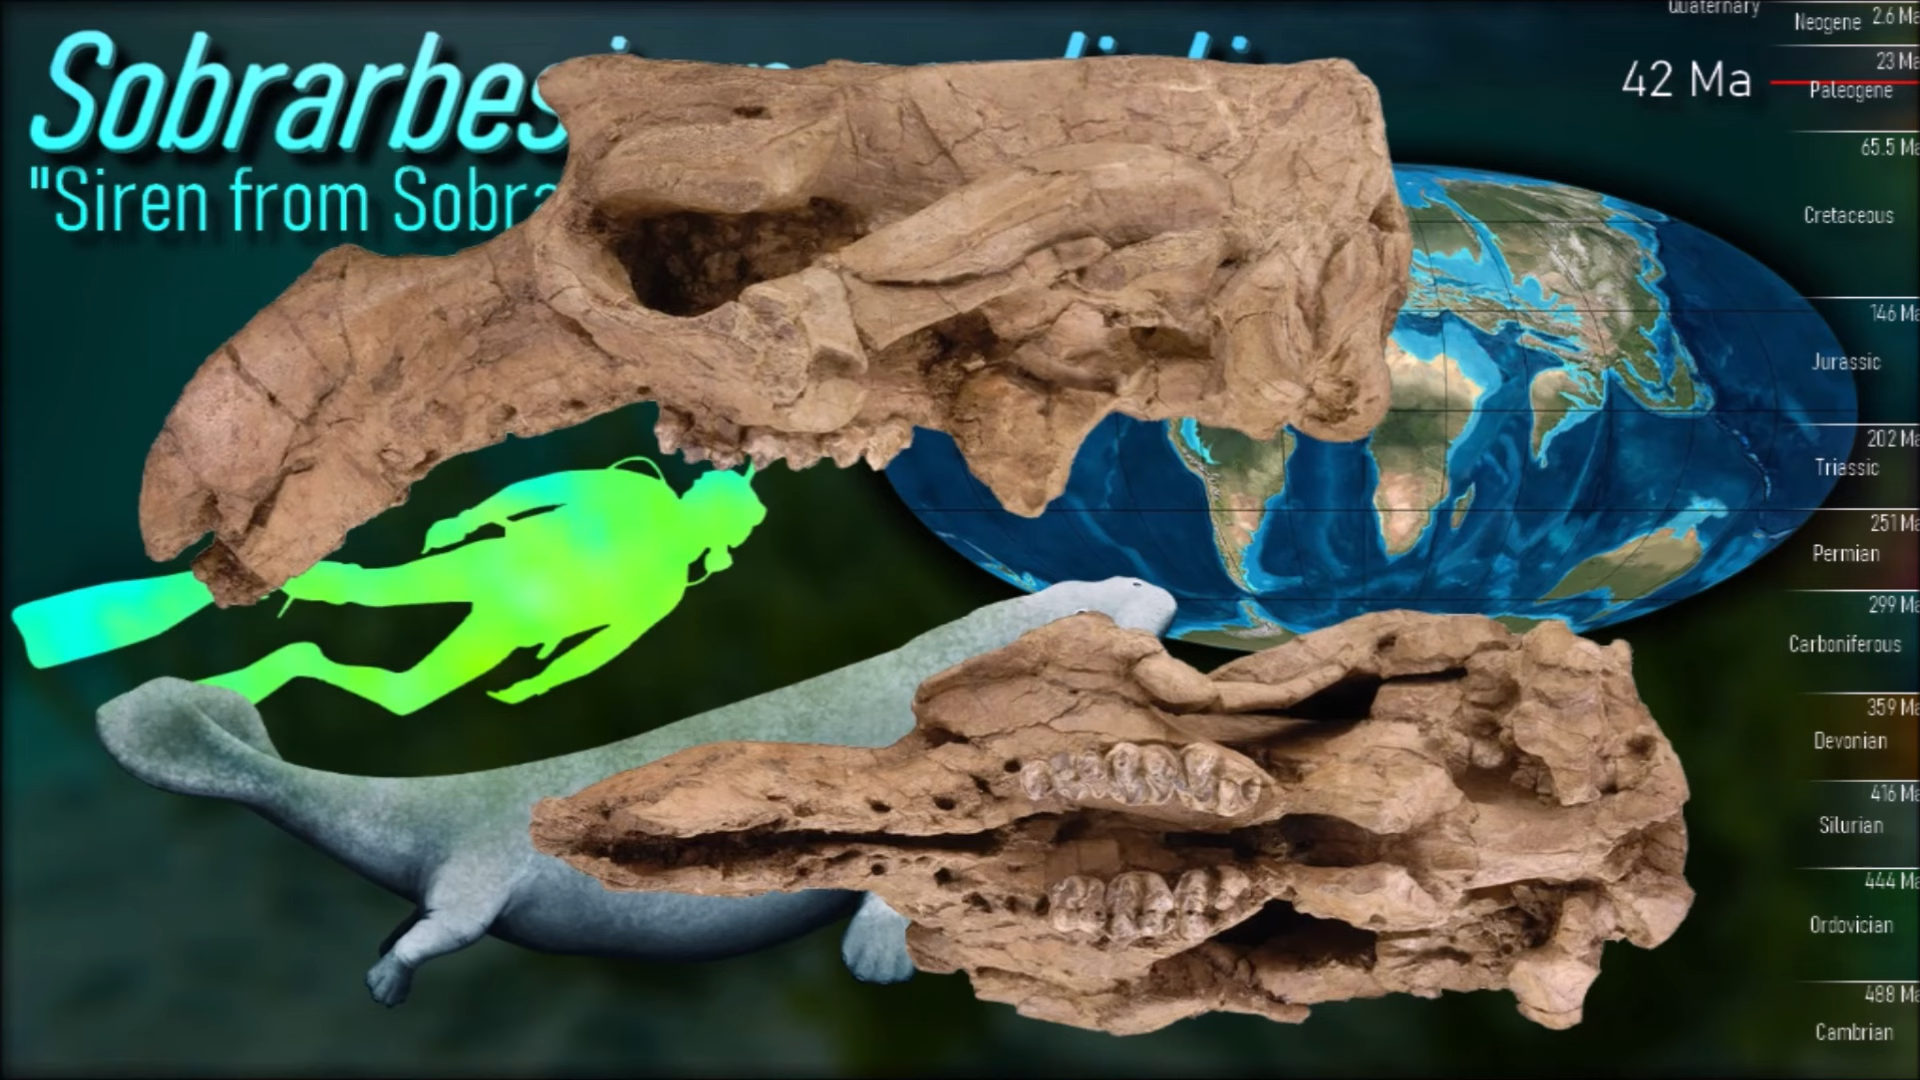 Sobrarbes
"Siren from Sobra
42 Ma
Quaternary
2.6 Ma
Neogene
23 Ma
Paleogene
65.5 Ma
Cretaceous
146 Ma
Jurassic
202 Ma
Triassic
251 Ma
Permian
299 Ma
Carboniferous
359 Ma
Devonian
416 Ma
Silurian
444 Ma
Ordovician
488 Ma
Cambrian